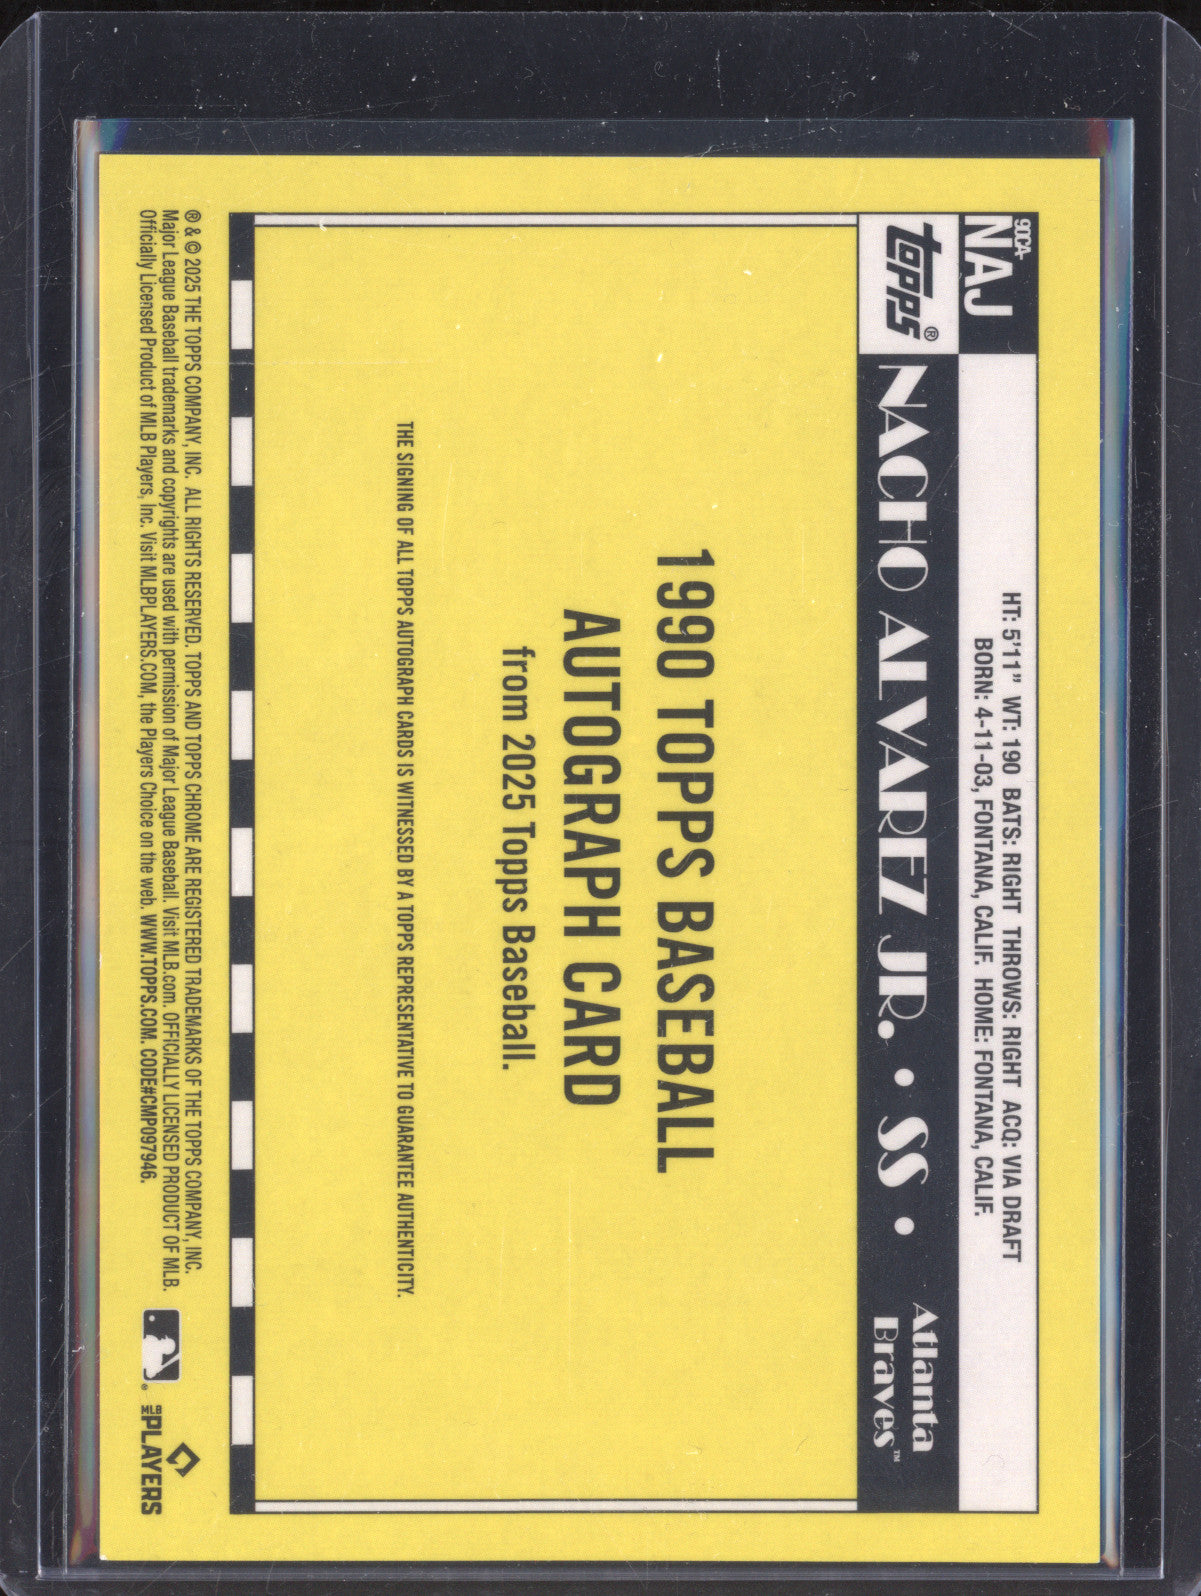 90CA-
NAJ
HT: 5'11" WT: 190 BATS: RIGHT THROWS: RIGHT ACQ: VIA DRAFT
BORN: 4-11-03, FONTANA, CALIF. HOME: FONTANA, CALIF.
Topps®
NACHO ALVAREZ JR. • SS •
Atlanta
Braves™
1990 TOPPS BASEBALL
AUTOGRAPH CARD
from 2025 Topps Baseball.
THE SIGNING OF ALL TOPPS AUTOGRAPH CARDS IS WITNESSED BY A TOPPS REPRESENTATIVE TO GUARANTEE AUTHENTICITY.
® & © 2025 THE TOPPS COMPANY, INC. ALL RIGHTS RESERVED. TOPPS AND TOPPS CHROME ARE REGISTERED TRADEMARKS OF THE TOPPS COMPANY, INC.
Major League Baseball trademarks and copyrights are used with permission of Major League Baseball. Visit MLB.com. OFFICIALLY LICENSED PRODUCT OF MLB.
Officially Licensed Product of MLB Players, Inc. Visit MLBPLAYERS.COM, the Players Choice on the web. WWW.TOPPS.COM. CODE#CMP097946.
MLB PLAYERS